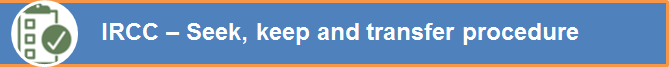 IRCC – Seek, keep and transfer procedure